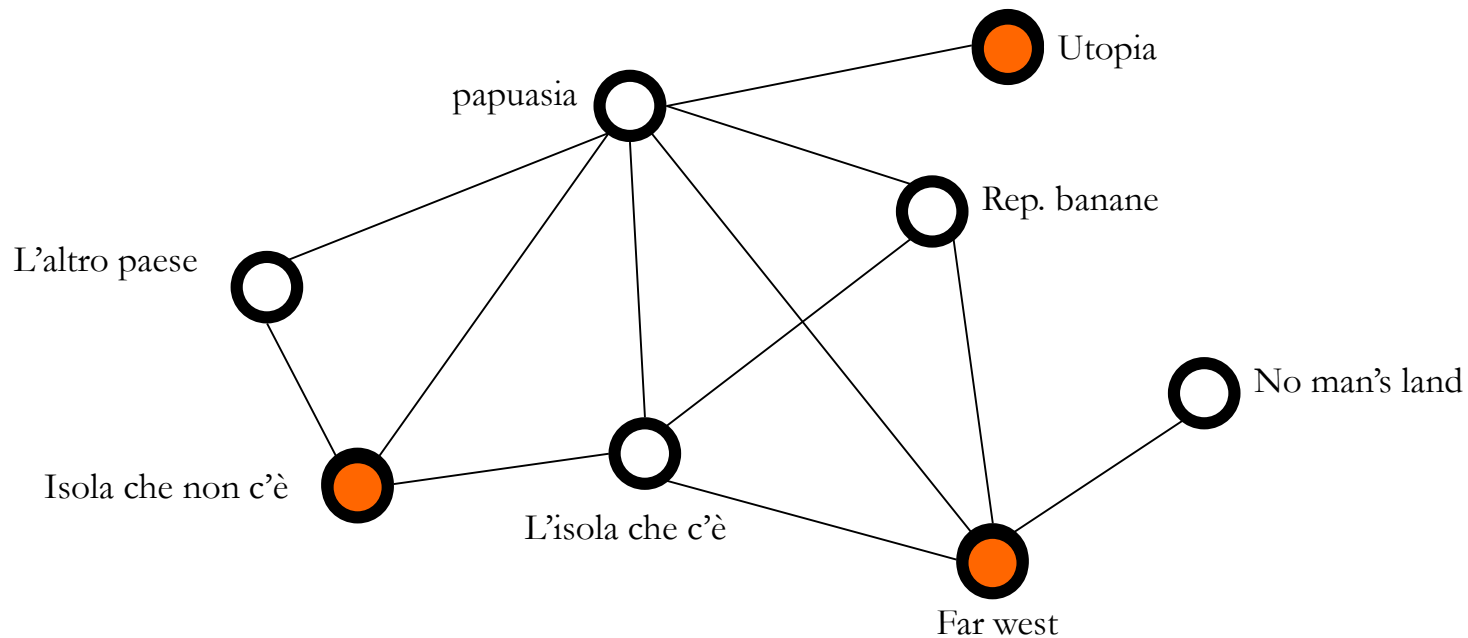 Utopia
papuasia
Rep. banane
L’altro paese
No man’s land
Isola che non c’è
L’isola che c’è
Far west